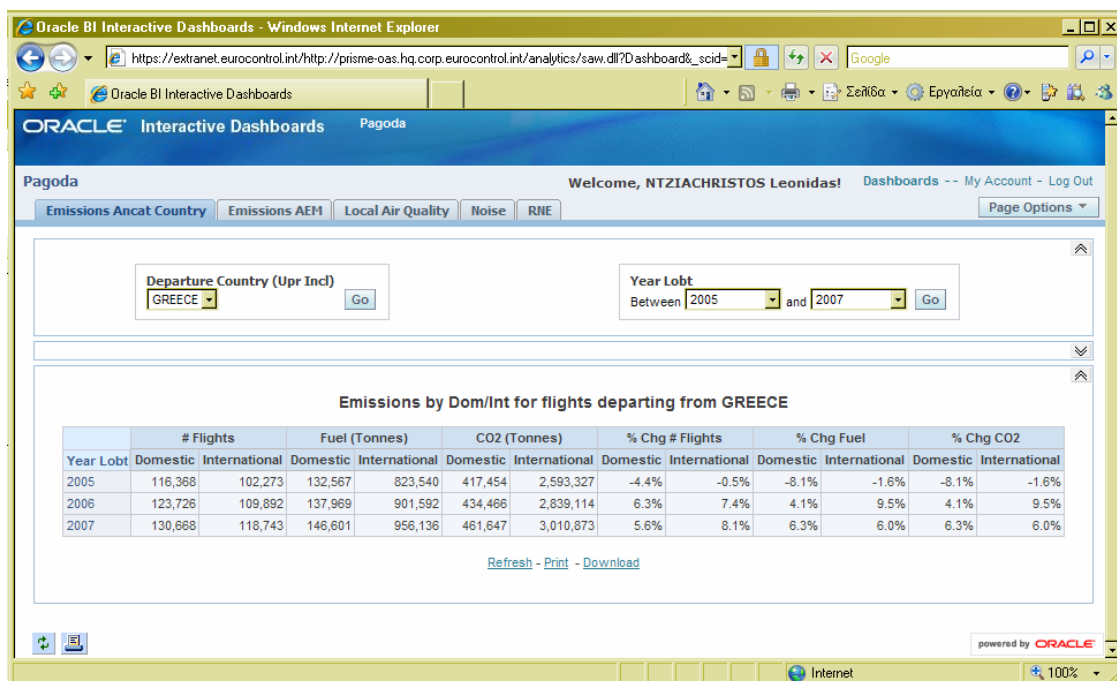 Oracle BI Interactive Dashboards - Windows Internet Explorer
https://extranet.eurocontrol.int/http://prisme-oas.hq.corp.eurocontrol.int/analytics/saw.dll?Dashboard&_scid=
Google
Oracle BI Interactive Dashboards
Σελίδα
Εργαλεία
ORACLE Interactive Dashboards Pagoda
Pagoda
Welcome, NTZIACHRISTOS Leonidas! Dashboards -- My Account - Log Out
Emissions Ancat Country Emissions AEM Local Air Quality Noise RNE Page Options
Departure Country (Upr Incl)
GREECE Go
Year Lobt
Between 2005 and 2007 Go
Emissions by Dom/Int for flights departing from GREECE
# Flights Fuel (Tonnes) CO2 (Tonnes) % Chg # Flights % Chg Fuel % Chg CO2
Year Lobt Domestic International Domestic International Domestic International Domestic International Domestic International Domestic International
2005 116,368 102,273 132,567 823,540 417,454 2,593,327 -4.4% -0.5% -8.1% -1.6% -8.1% -1.6%
2006 123,726 109,892 137,969 901,592 434,466 2,839,114 6.3% 7.4% 4.1% 9.5% 4.1% 9.5%
2007 130,668 118,743 146,601 956,136 461,647 3,010,873 5.6% 8.1% 6.3% 6.0% 6.3% 6.0%
Refresh - Print - Download
powered by ORACLE
Internet 100%